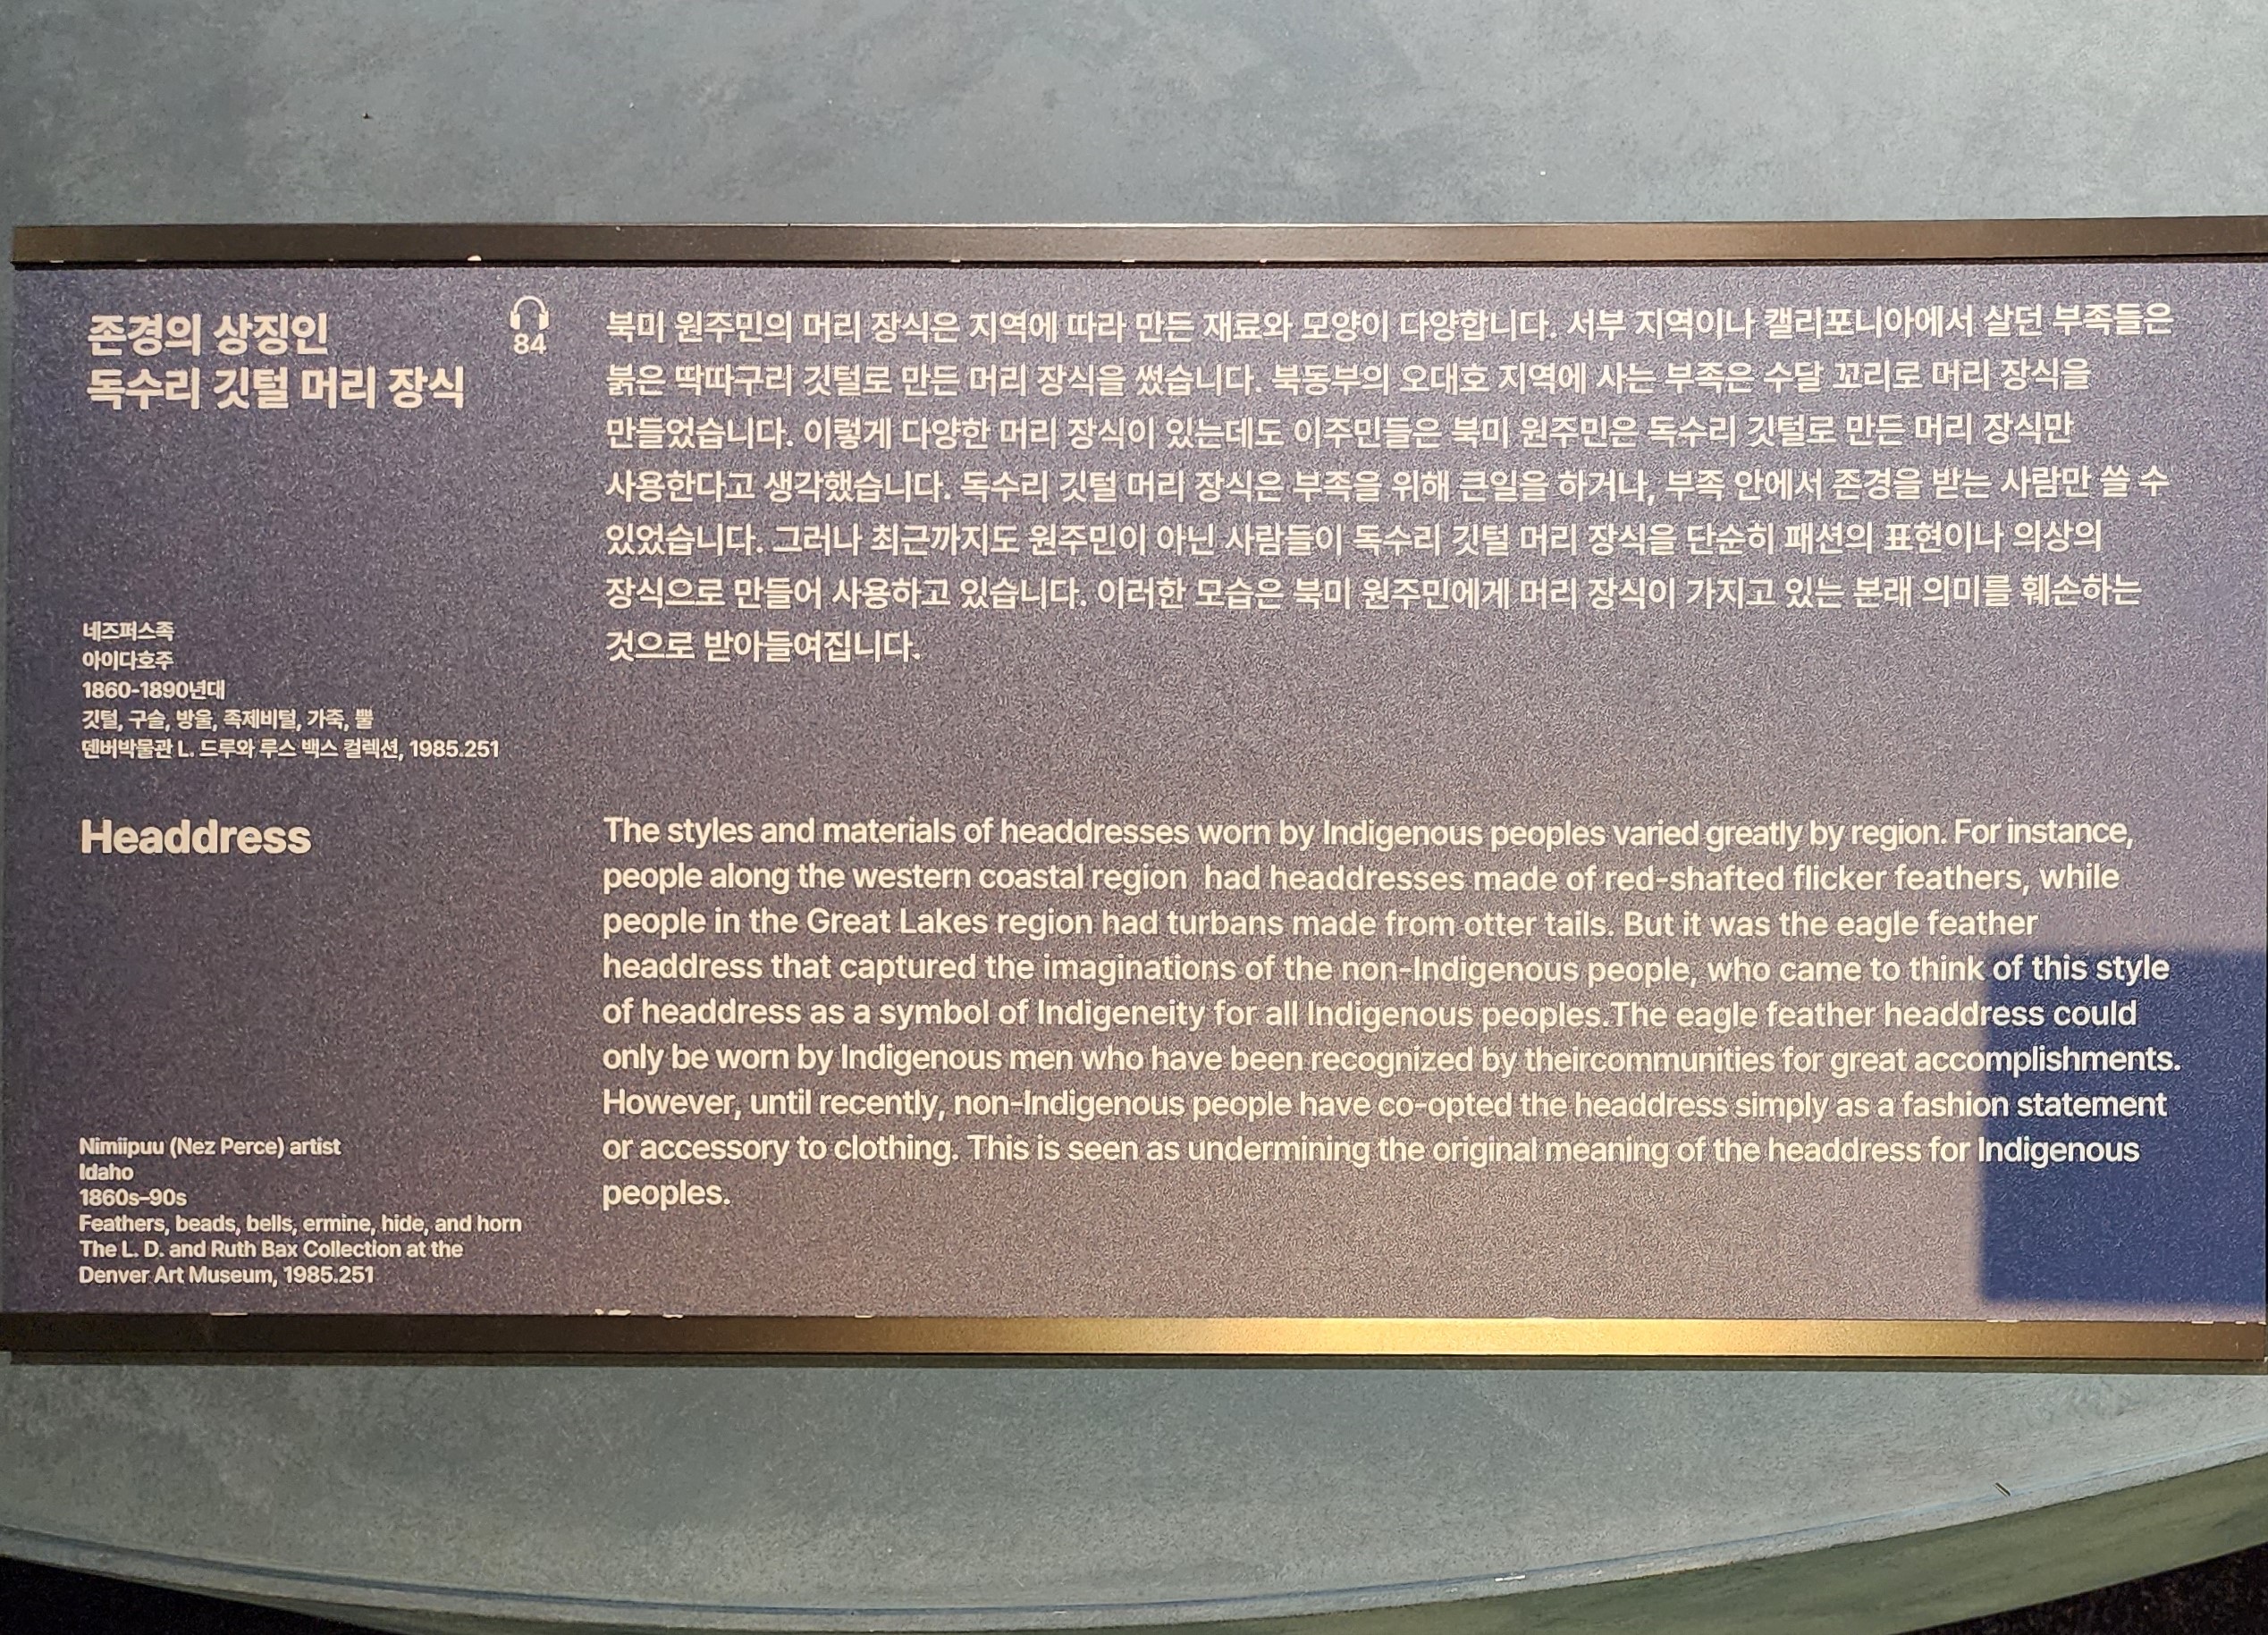 존경의 상징인
독수리 깃털 머리 장식
84
북미 원주민의 머리 장식은 지역에 따라 만든 재료와 모양이 다양합니다. 서부 지역이나 캘리포니아에서 살던 부족들은
붉은 딱따구리 깃털로 만든 머리 장식을 썼습니다. 북동부의 오대호 지역에 사는 부족은 수달 꼬리로 머리 장식을
만들었습니다. 이렇게 다양한 머리 장식이 있는데도 이주민들은 북미 원주민은 독수리 깃털로 만든 머리 장식만
사용한다고 생각했습니다. 독수리 깃털 머리 장식은 부족을 위해 큰일을 하거나, 부족 안에서 존경을 받는 사람만 쓸 수
있었습니다. 그러나 최근까지도 원주민이 아닌 사람들이 독수리 깃털 머리 장식을 단순히 패션의 표현이나 의상의
장식으로 만들어 사용하고 있습니다. 이러한 모습은 북미 원주민에게 머리 장식이 가지고 있는 본래 의미를 훼손하는
것으로 받아들여집니다.
네즈퍼스족
아이다호주
1860-1890년대
깃털, 구슬, 방울, 족제비털, 가죽, 뿔
덴버박물관 L. 드루와 루스 백스 컬렉션, 1985.251
Headdress
The styles and materials of headdresses worn by Indigenous peoples varied greatly by region. For instance,
people along the western coastal region  had headdresses made of red-shafted flicker feathers, while
people in the Great Lakes region had turbans made from otter tails. But it was the eagle feather
headdress that captured the imaginations of the non-Indigenous people, who came to think of this style
of headdress as a symbol of Indigeneity for all Indigenous peoples.The eagle feather headdress could
only be worn by Indigenous men who have been recognized by theircommunities for great accomplishments.
However, until recently, non-Indigenous people have co-opted the headdress simply as a fashion statement
or accessory to clothing. This is seen as undermining the original meaning of the headdress for Indigenous
peoples.
Nimiipuu (Nez Perce) artist
Idaho
1860s–90s
Feathers, beads, bells, ermine, hide, and horn
The L. D. and Ruth Bax Collection at the
Denver Art Museum, 1985.251